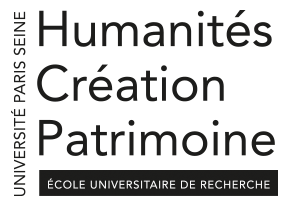 UNIVERSITÉ PARIS SEINE
Humanités
Création
Patrimoine
ÉCOLE UNIVERSITAIRE DE RECHERCHE